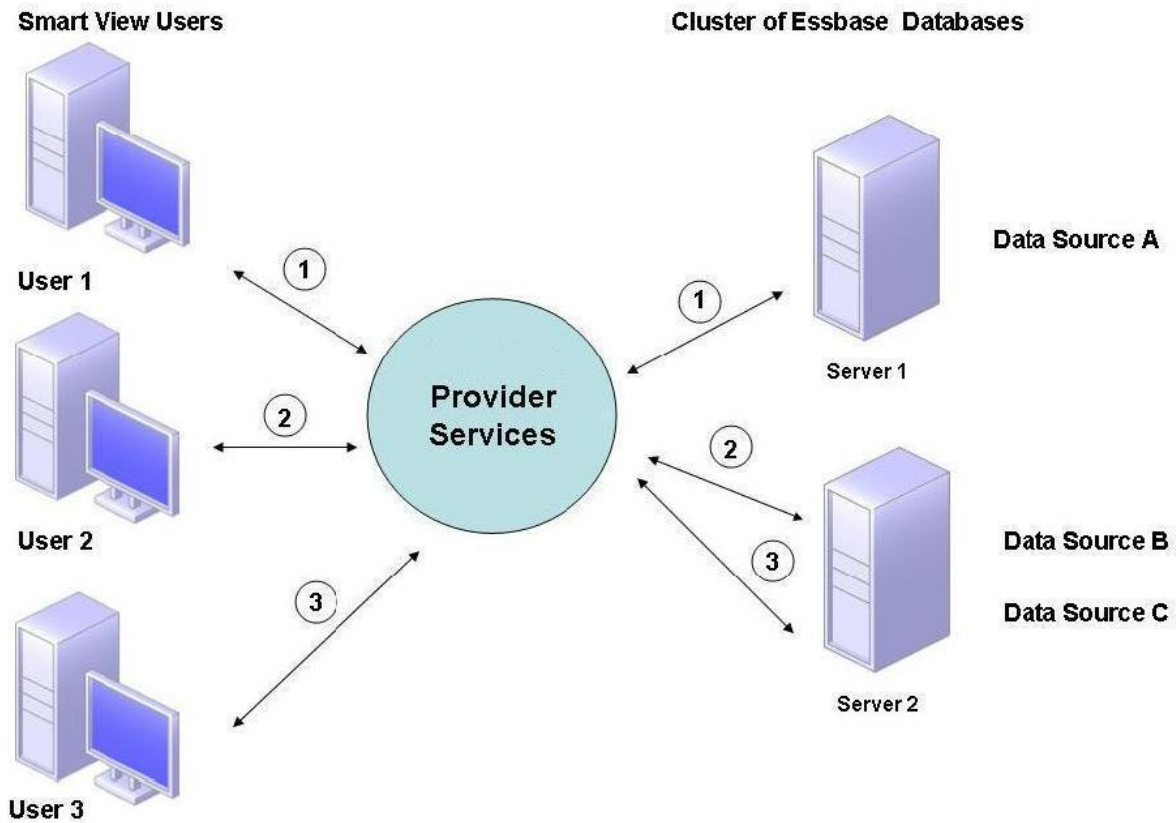 Smart View Users
Cluster of Essbase Databases
User 1
1
1
Data Source A
Server 1
Provider
Services
2
2
User 2
3
3
Data Source B
Data Source C
Server 2
User 3